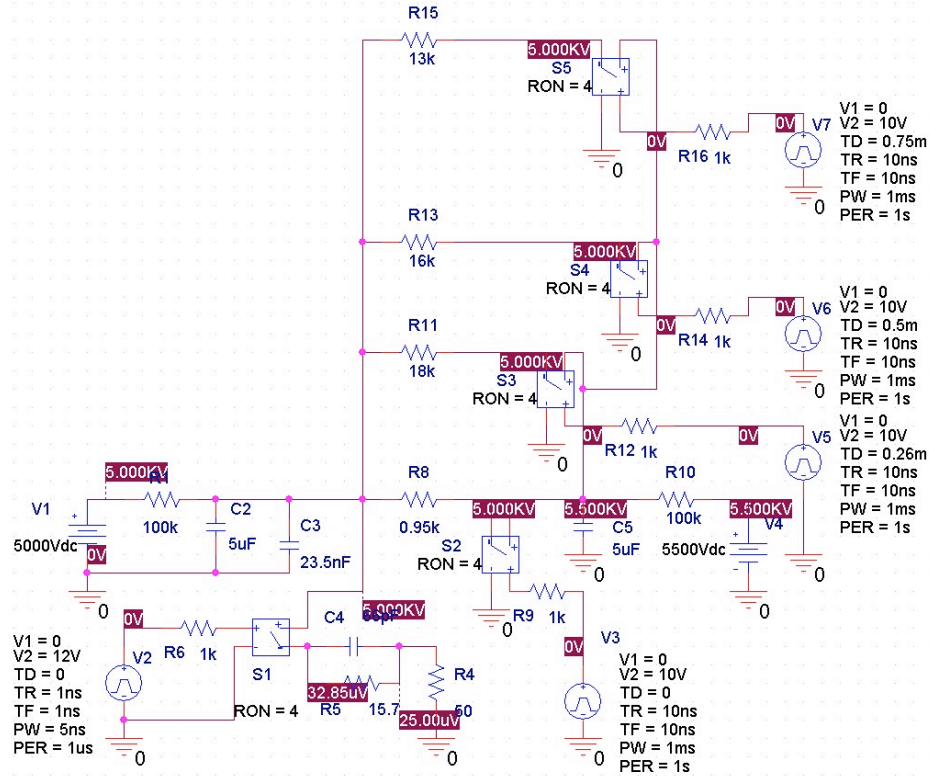 R15
13k
5.000KV
S5
RON = 4
0
0V
R16 1k
0V
V7
V1 = 0
V2 = 10V
TD = 0.75m
TR = 10ns
TF = 10ns
PW = 1ms
PER = 1s
0
R13
16k
5.000KV
S4
RON = 4
0
0V
R14 1k
0V
V6
V1 = 0
V2 = 10V
TD = 0.5m
TR = 10ns
TF = 10ns
PW = 1ms
PER = 1s
0
R11
18k
5.000KV
S3
RON = 4
0
0V
R12 1k
0V
V5
V1 = 0
V2 = 10V
TD = 0.26m
TR = 10ns
TF = 10ns
PW = 1ms
PER = 1s
0
5.000KV
R1
100k
V1
5000Vdc
0V
0
C2
5uF
C3
23.5nF
R8
0.95k
5.000KV
S2
RON = 4
0
5.500KV
C5
5uF
0
R10
100k
5.500KV
V4
5500Vdc
0
R9 1k
0V
V3
V1 = 0
V2 = 10V
TD = 0
TR = 10ns
TF = 10ns
PW = 1ms
PER = 1s
0
0V
R6
1k
V2
V1 = 0
V2 = 12V
TD = 0
TR = 1ns
TF = 1ns
PW = 5ns
PER = 1us
0
S1
RON = 4
5.000KV
C4
32.85uV
R5
15.7
R4
50
25.00uV
0